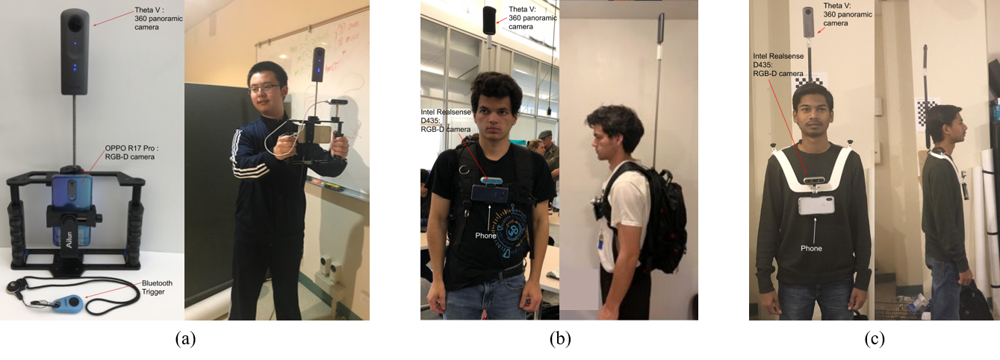 Theta V :
360 panoramic
camera
OPPO R17 Pro :
RGB-D camera
Ailun
Bluetooth
Trigger
(a)
Theta V:
360 panoramic
camera
Intel Realsense
D435:
RGB-D camera
Phone
(b)
Theta V:
360 panoramic
camera
Intel Realsense
D435:
RGB-D camera
Phone
(c)